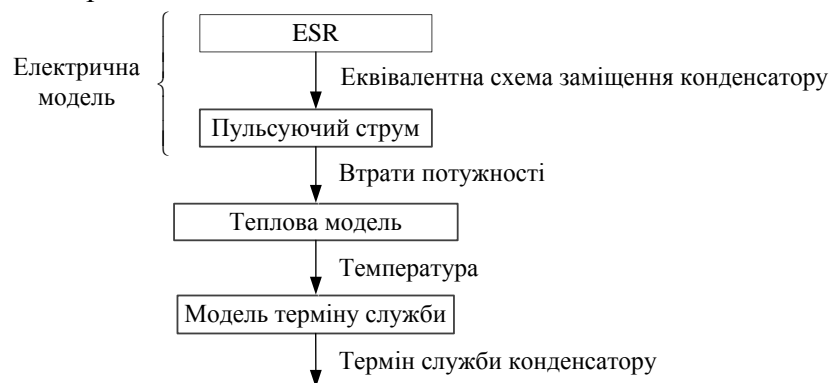 ESR
Електрична
модель
Еквівалентна схема заміщення конденсатору
Пульсуючий струм
Втрати потужності
Теплова модель
Температура
Модель терміну служби
Термін служби конденсатору